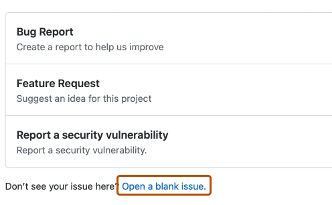 Bug Report
Create a report to help us improve
Feature Request
Suggest an idea for this project
Report a security vulnerability
Report a security vulnerability.
Don't see your issue here? Open a blank issue.